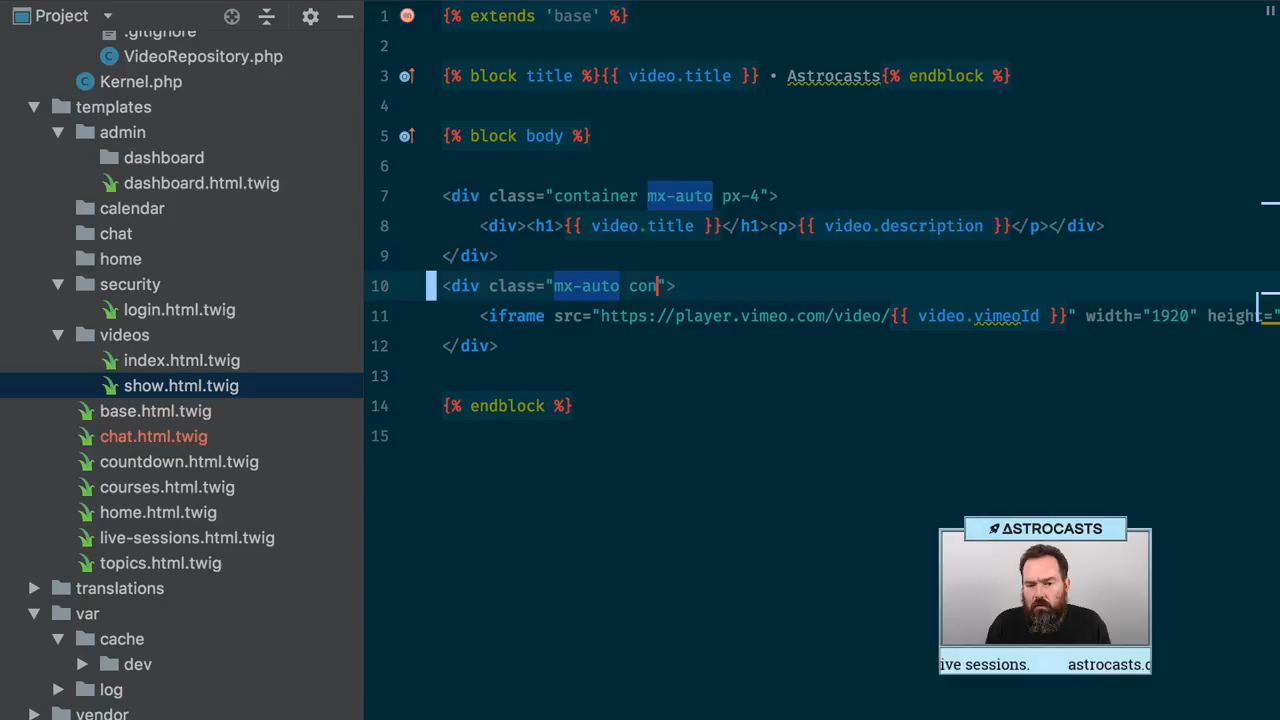 Project
.gitignore
VideoRepository.php
Kernel.php
templates
admin
dashboard
dashboard.html.twig
calendar
chat
home
security
login.html.twig
videos
index.html.twig
show.html.twig
base.html.twig
chat.html.twig
countdown.html.twig
courses.html.twig
home.html.twig
live-sessions.html.twig
topics.html.twig
translations
var
cache
dev
log
vendor
1 {% extends 'base' %}
2
3 {% block title %}{{ video.title }} • Astrocasts{% endblock %}
4
5 {% block body %}
6
7 <div class="container mx-auto px-4">
8 <div><h1>{{ video.title }}</h1><p>{{ video.description }}</p></div>
9 </div>
10 <div class="mx-auto con">
11 <iframe src="https://player.vimeo.com/video/{{ video.vimeoId }}" width="1920" height="
12 </div>
13
14 {% endblock %}
15
ΔSTROCASTS
ive sessions. astrocasts.c